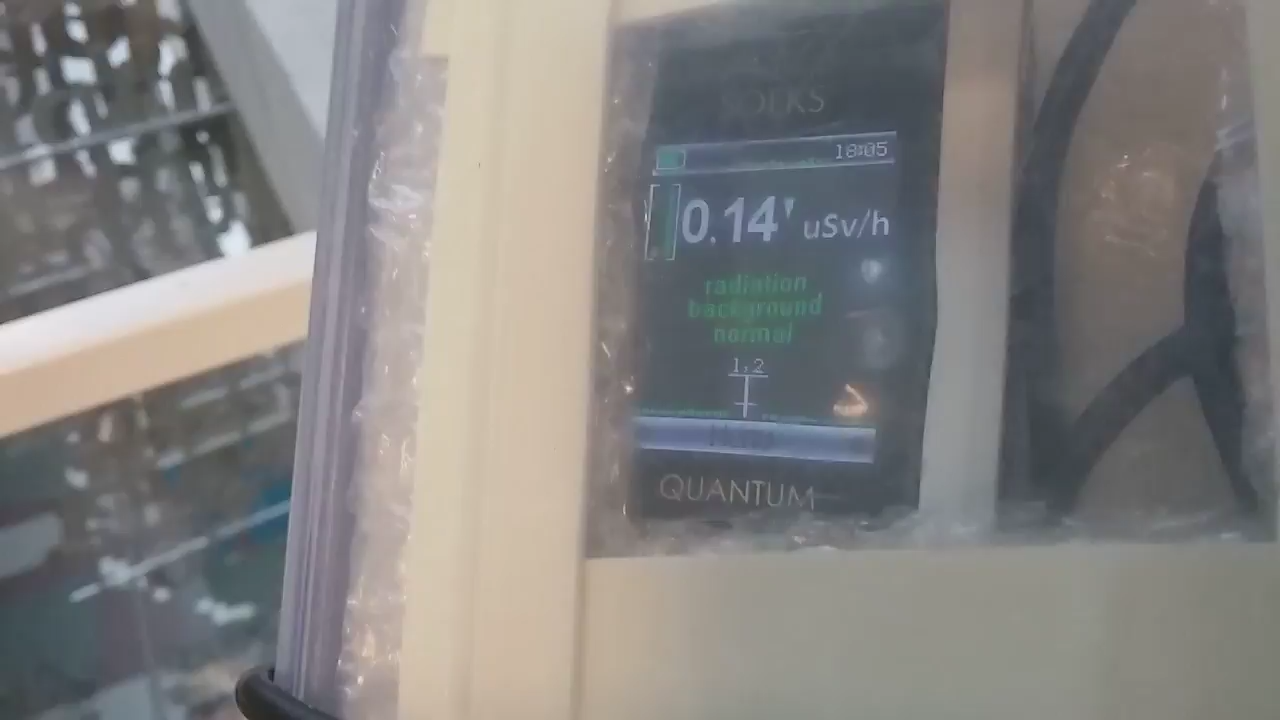 SOEKS
18:05
0.14 uSv/h
radiation
background
normal
1,2
QUANTUM